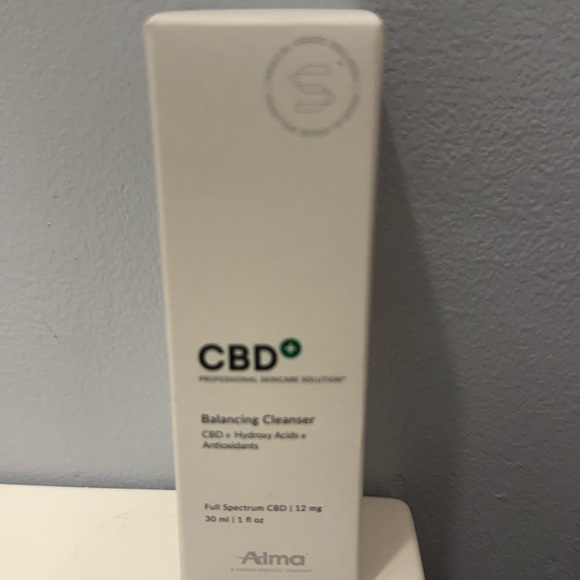 CBD+
PROFESSIONAL SKINCARE SOLUTION
Balancing Cleanser
CBD + Hydroxy Acids +
Antioxidants
Full Spectrum CBD | 12 mg
30 ml | 1 fl oz
Alma